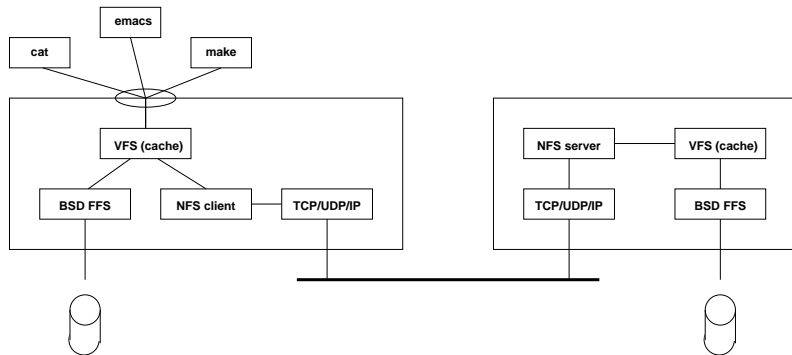 emacs
cat
make
VFS (cache)
NFS server
VFS (cache)
BSD FFS
NFS client
TCP/UDP/IP
TCP/UDP/IP
BSD FFS